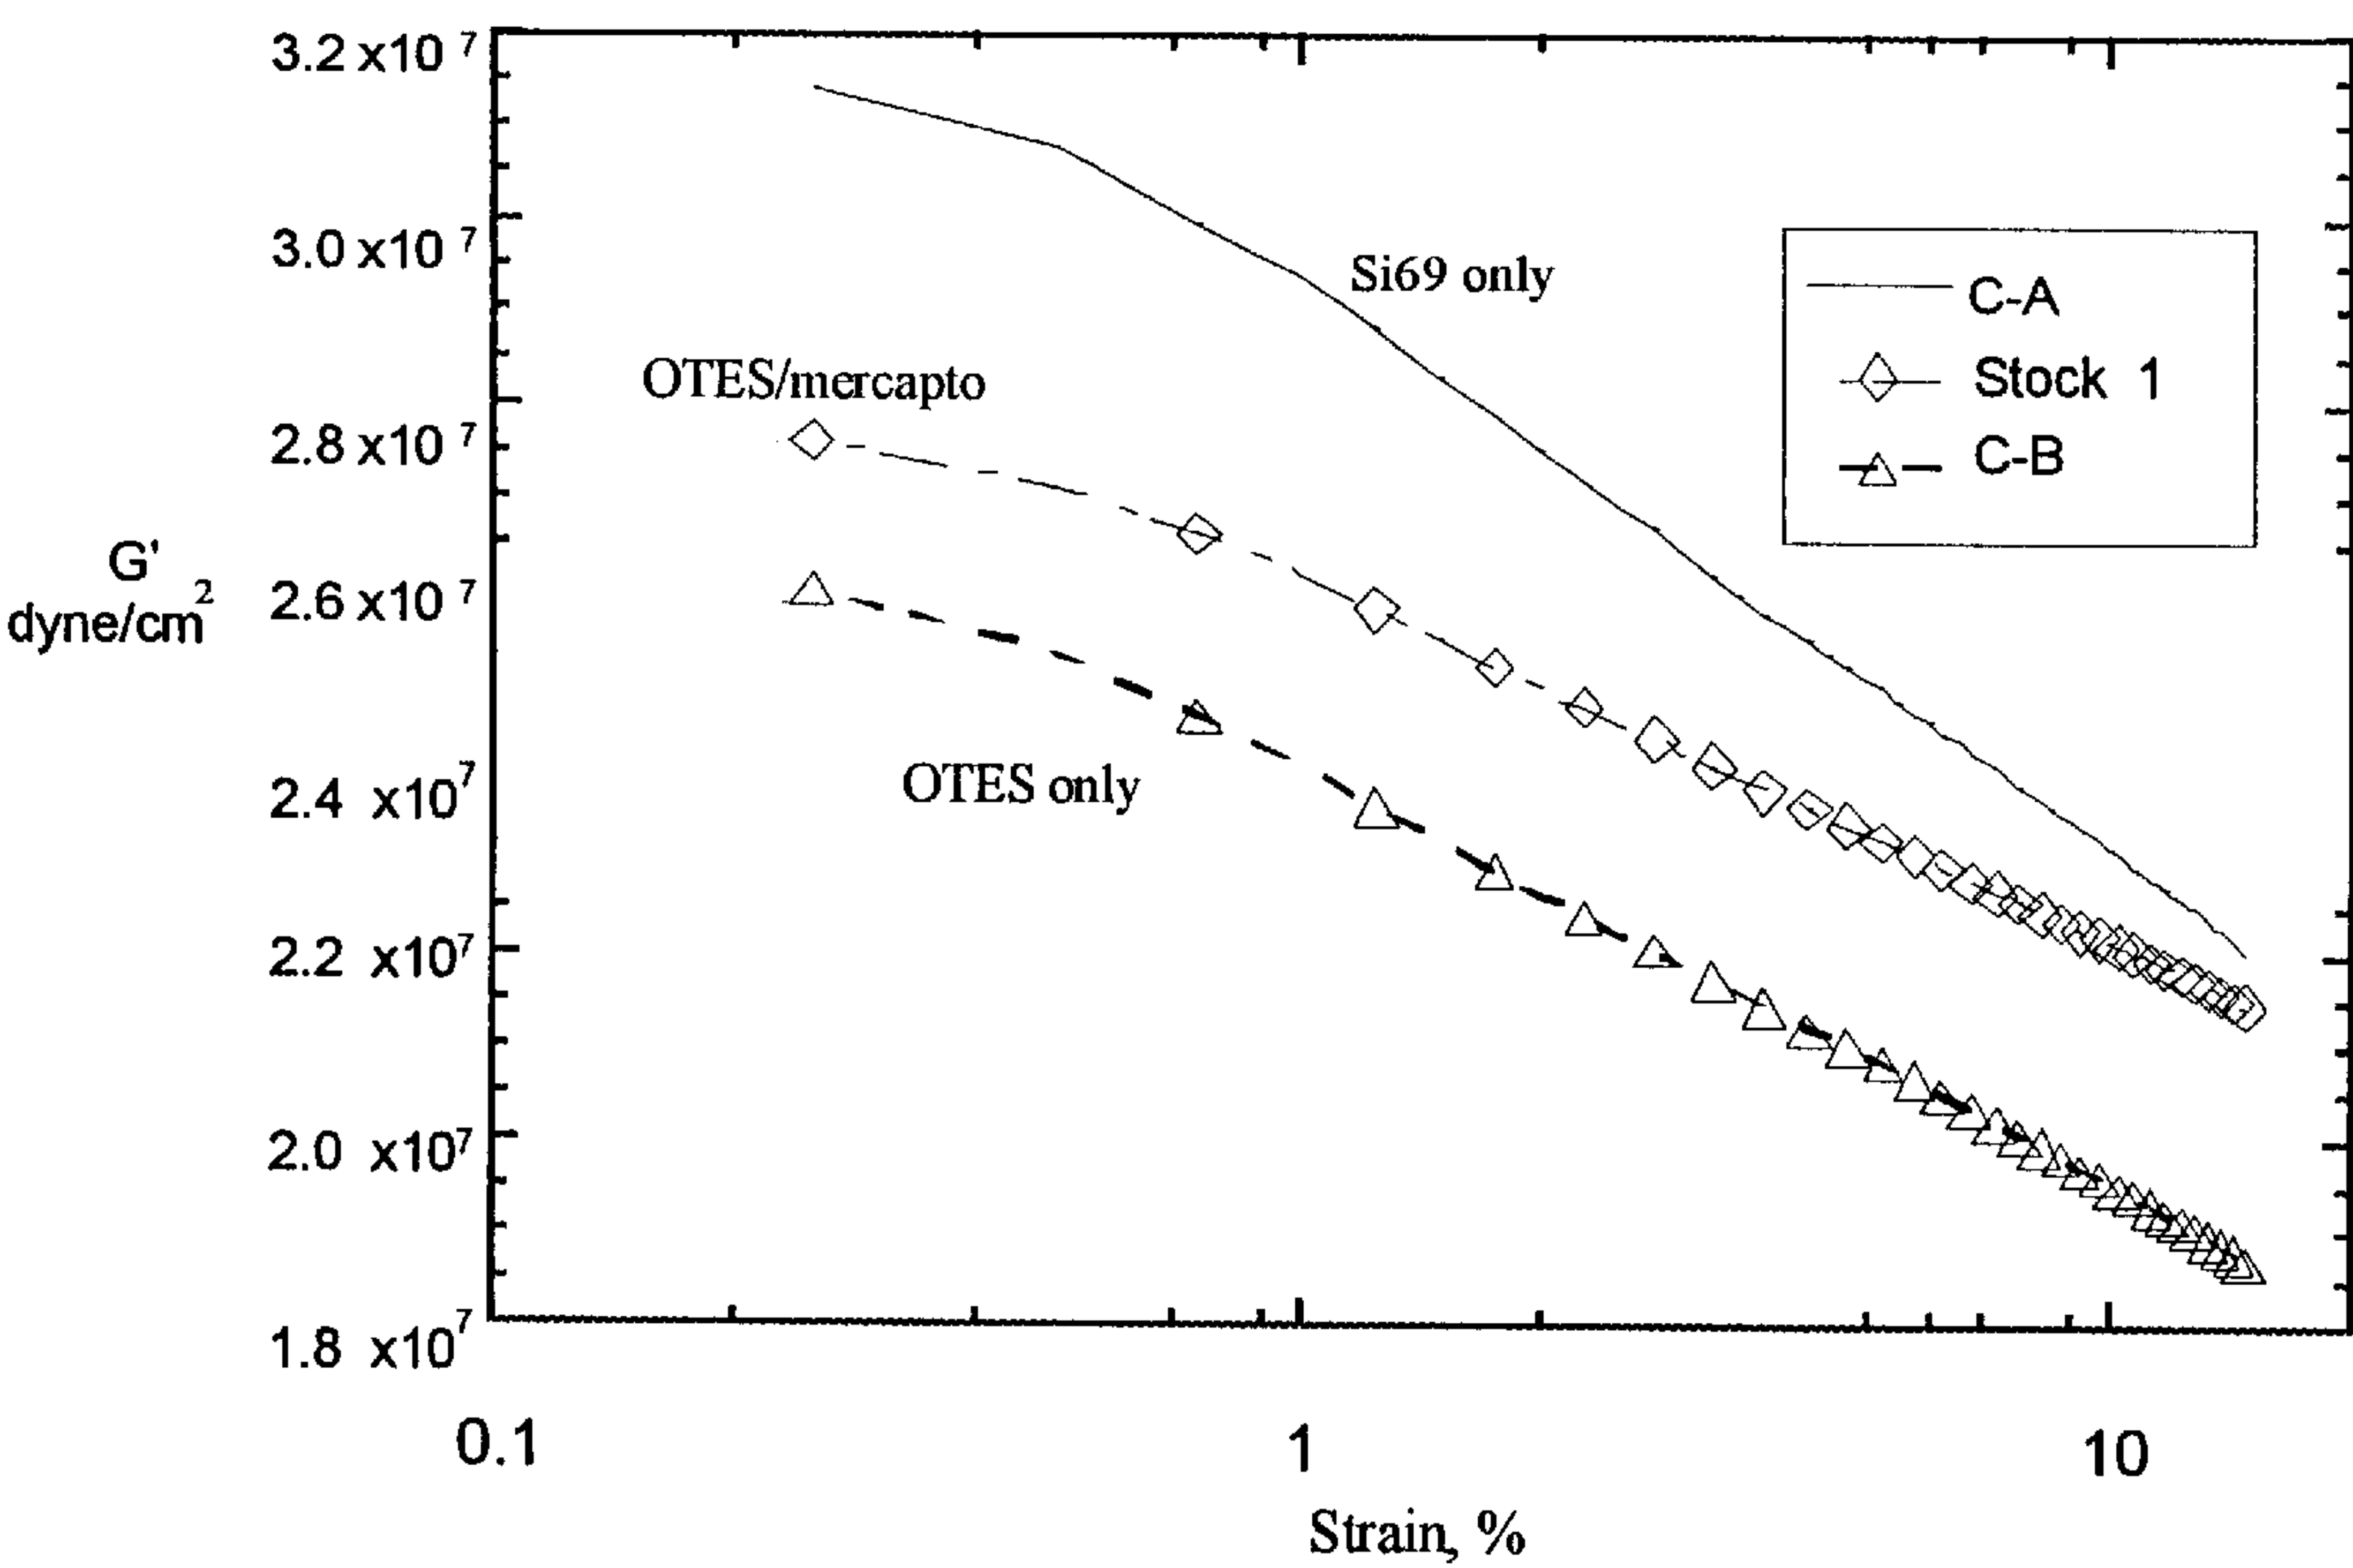 3.2 x10 7
3.0 x10 7
2.8 x10 7
2.6 x10 7
2.4 x10 7
2.2 x10 7
2.0 x10 7
1.8 x10 7
G'
dyne/cm 2
Si69 only
OTES/mercapto
OTES only
C-A
Stock 1
C-B
0.1
1
10
Strain, %